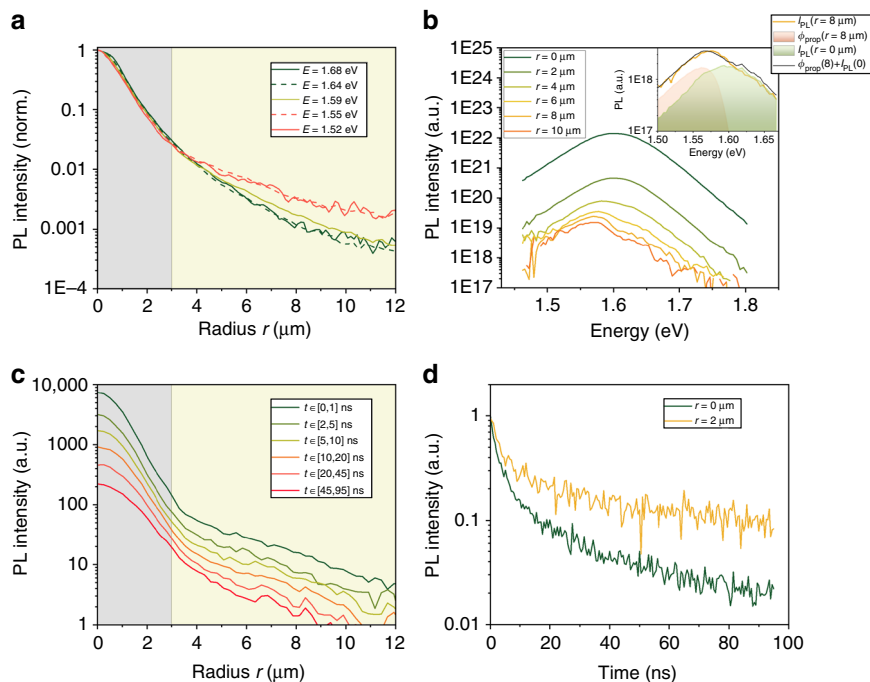 a
PL intensity (norm.)
1
0.1
0.01
0.001
1E–4
0 2 4 6 8 10 12
Radius r (μm)
E = 1.68 eV
E = 1.64 eV
E = 1.59 eV
E = 1.55 eV
E = 1.52 eV
b
PL intensity (a.u.)
1E25
1E24
1E23
1E22
1E21
1E20
1E19
1E18
1E17
1.5 1.6 1.7 1.8
Energy (eV)
r = 0 μm
r = 2 μm
r = 4 μm
r = 6 μm
r = 8 μm
r = 10 μm
PL (a.u.)
1E18
1E17
1.50 1.55 1.60 1.65
Energy (eV)
I_PL(r = 8 μm)
ϕ_prop(r = 8 μm)
I_PL(r = 0 μm)
ϕ_prop(8)+I_PL(0)
c
PL intensity (a.u.)
10,000
1000
100
10
1
0 2 4 6 8 10 12
Radius r (μm)
t∈[0,1] ns
t∈[2,5] ns
t∈[5,10] ns
t∈[10,20] ns
t∈[20,45] ns
t∈[45,95] ns
d
PL intensity (a.u.)
1
0.1
0.01
0 20 40 60 80 100
Time (ns)
r = 0 μm
r = 2 μm